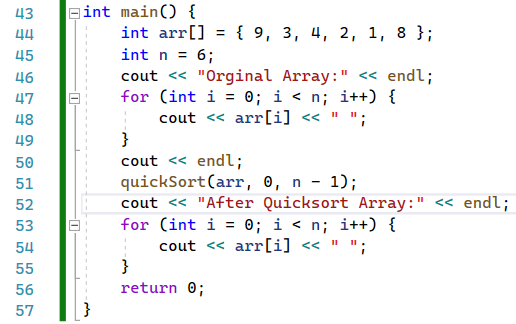 43 int main() {
44     int arr[] = { 9, 3, 4, 2, 1, 8 };
45     int n = 6;
46     cout << "Orginal Array:" << endl;
47     for (int i = 0; i < n; i++) {
48         cout << arr[i] << " ";
49     }
50     cout << endl;
51     quickSort(arr, 0, n - 1);
52     cout << "After Quicksort Array:" << endl;
53     for (int i = 0; i < n; i++) {
54         cout << arr[i] << " ";
55     }
56     return 0;
57 }